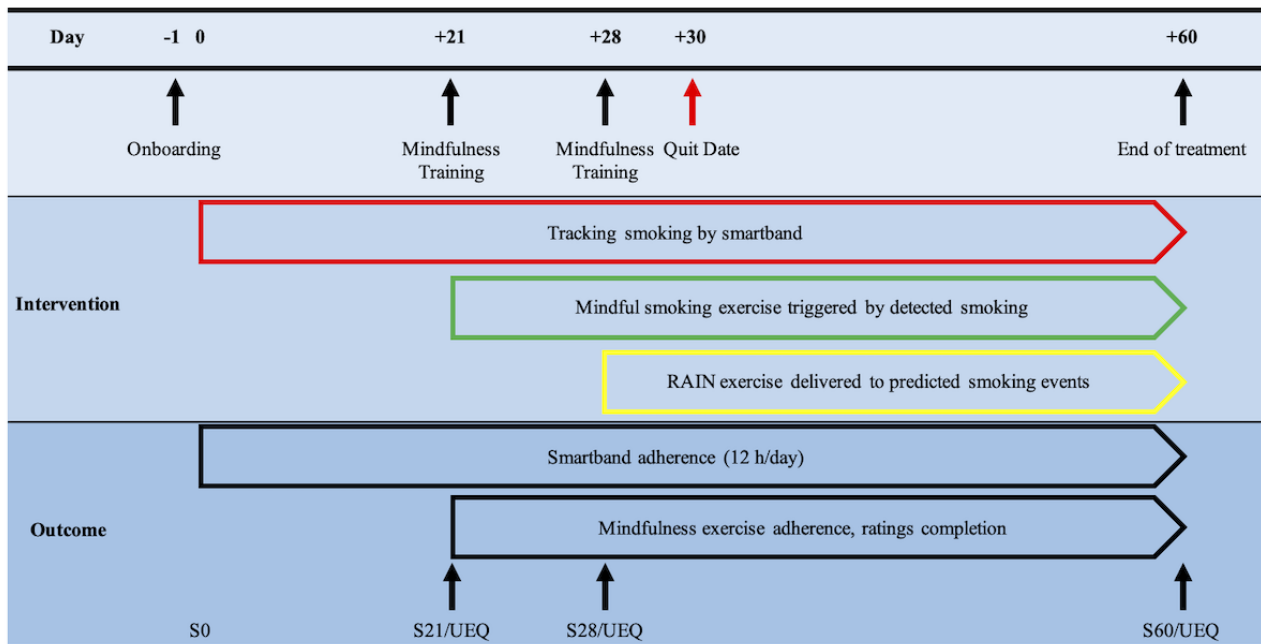 Day -1 0 +21 +28 +30 +60
Onboarding Mindfulness Mindfulness Quit Date End of treatment
Training Training
Tracking smoking by smartband
Intervention
Mindful smoking exercise triggered by detected smoking
RAIN exercise delivered to predicted smoking events
Smartband adherence (12 h/day)
Outcome
Mindfulness exercise adherence, ratings completion
S0 S21/UEQ S28/UEQ S60/UEQ